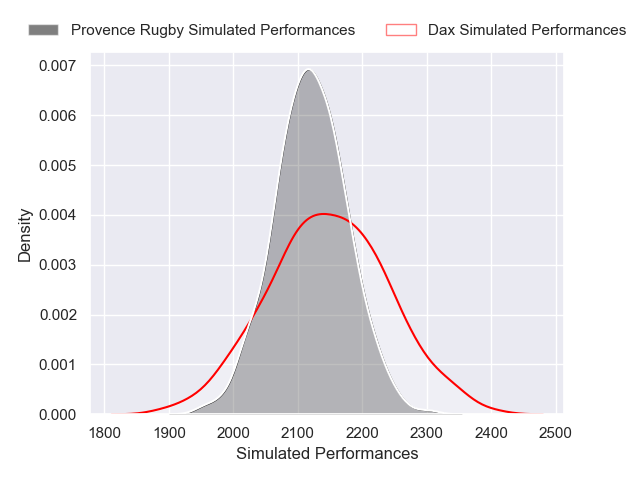 Provence Rugby Simulated Performances
Dax Simulated Performances
0.007
0.006
0.005
0.004
0.003
0.002
0.001
0.000
Density
1800 1900 2000 2100 2200 2300 2400 2500
Simulated Performances